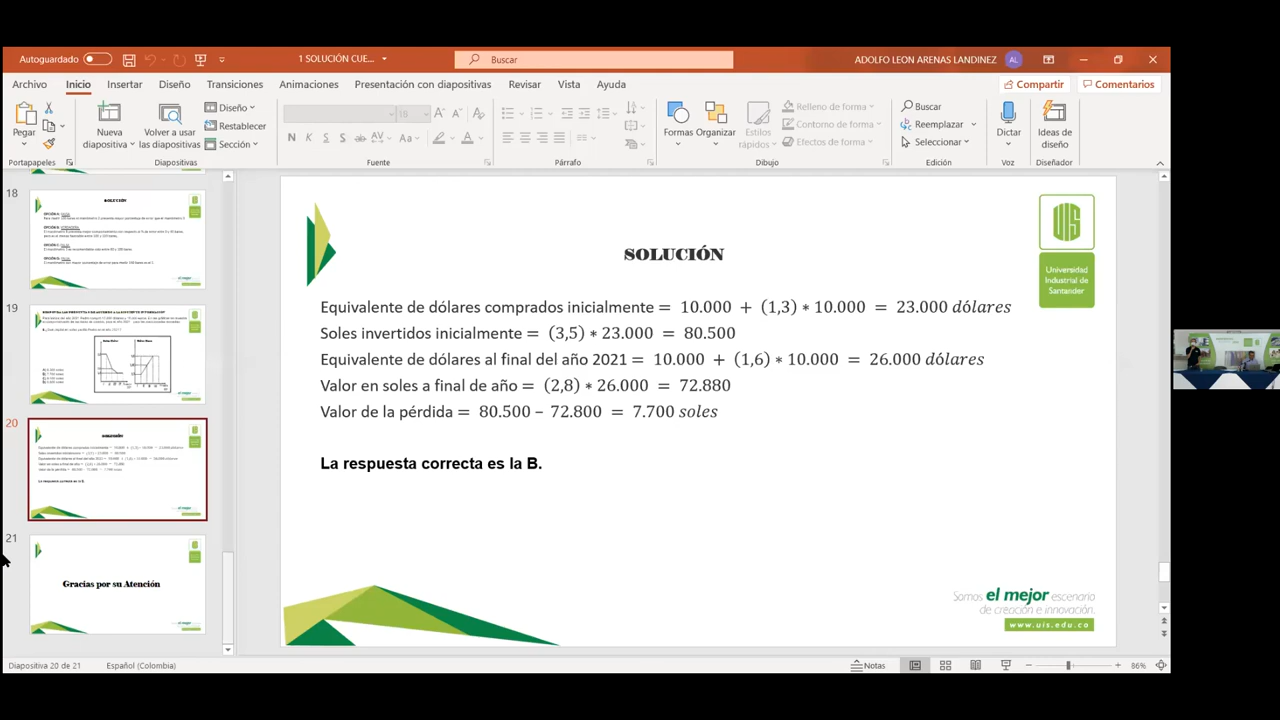 Autoguardado
1 SOLUCIÓN CUE...
Buscar
ADOLFO LEON ARENAS LANDINEZ
AL
Archivo Inicio Insertar Diseño Transiciones Animaciones Presentación con diapositivas Revisar Vista Ayuda
Compartir
Comentarios
Pegar
Portapapeles
Nueva diapositiva
Volver a usar las diapositivas
Diseño
Restablecer
Sección
Diapositivas
18
Fuente
Párrafo
Formas
Organizar
Estilos rápidos
Relleno de forma
Contorno de forma
Efectos de forma
Dibujo
Buscar
Reemplazar
Seleccionar
Edición
Dictar
Voz
Ideas de diseño
Diseñador
18
SOLUCIÓN
19
20
SOLUCIÓN
21
Gracias por su Atención
SOLUCIÓN
UIS
Universidad
Industrial de
Santander
Equivalente de dólares comprados inicialmente = 10.000 + (1,3) * 10.000 = 23.000 dólares
Soles invertidos inicialmente = (3,5) * 23.000 = 80.500
Equivalente de dólares al final del año 2021 = 10.000 + (1,6) * 10.000 = 26.000 dólares
Valor en soles a final de año = (2,8) * 26.000 = 72.880
Valor de la pérdida = 80.500 – 72.800 = 7.700 soles
La respuesta correcta es la B.
Somos el mejor escenario
de creación e innovación.
www.uis.edu.co
Diapositiva 20 de 21
Español (Colombia)
Notas
86%